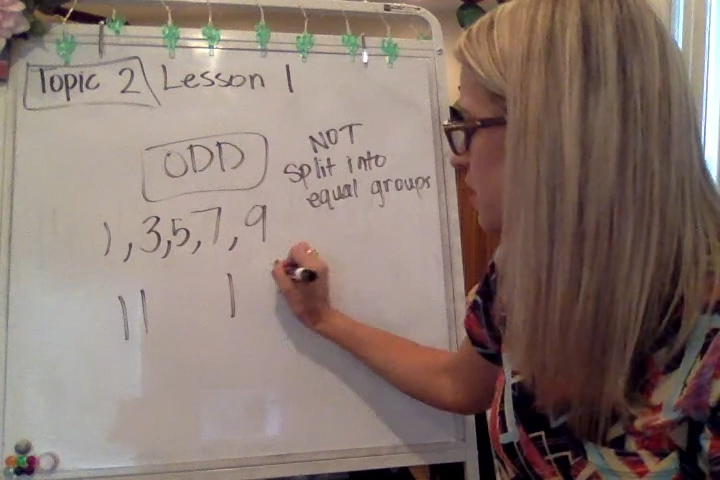 Topic 2 Lesson 1
ODD
NOT
split into
equal groups
1, 3, 5, 7, 9
11 1